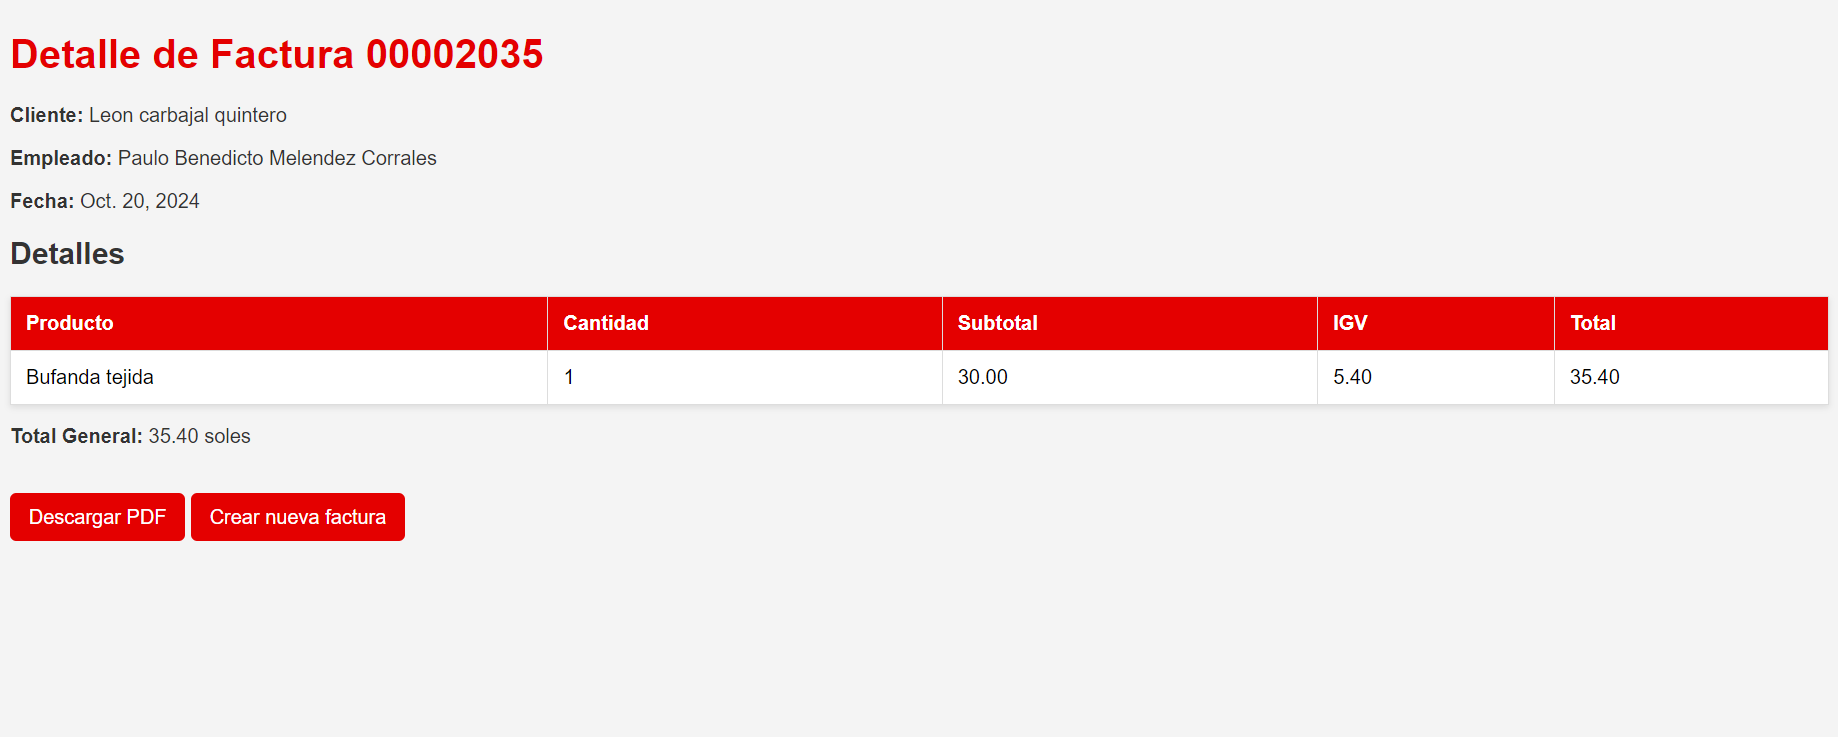 Detalle de Factura 00002035
Cliente: Leon carbajal quintero
Empleado: Paulo Benedicto Melendez Corrales
Fecha: Oct. 20, 2024
Detalles
Producto Cantidad Subtotal IGV Total
Bufanda tejida 1 30.00 5.40 35.40
Total General: 35.40 soles
Descargar PDF Crear nueva factura